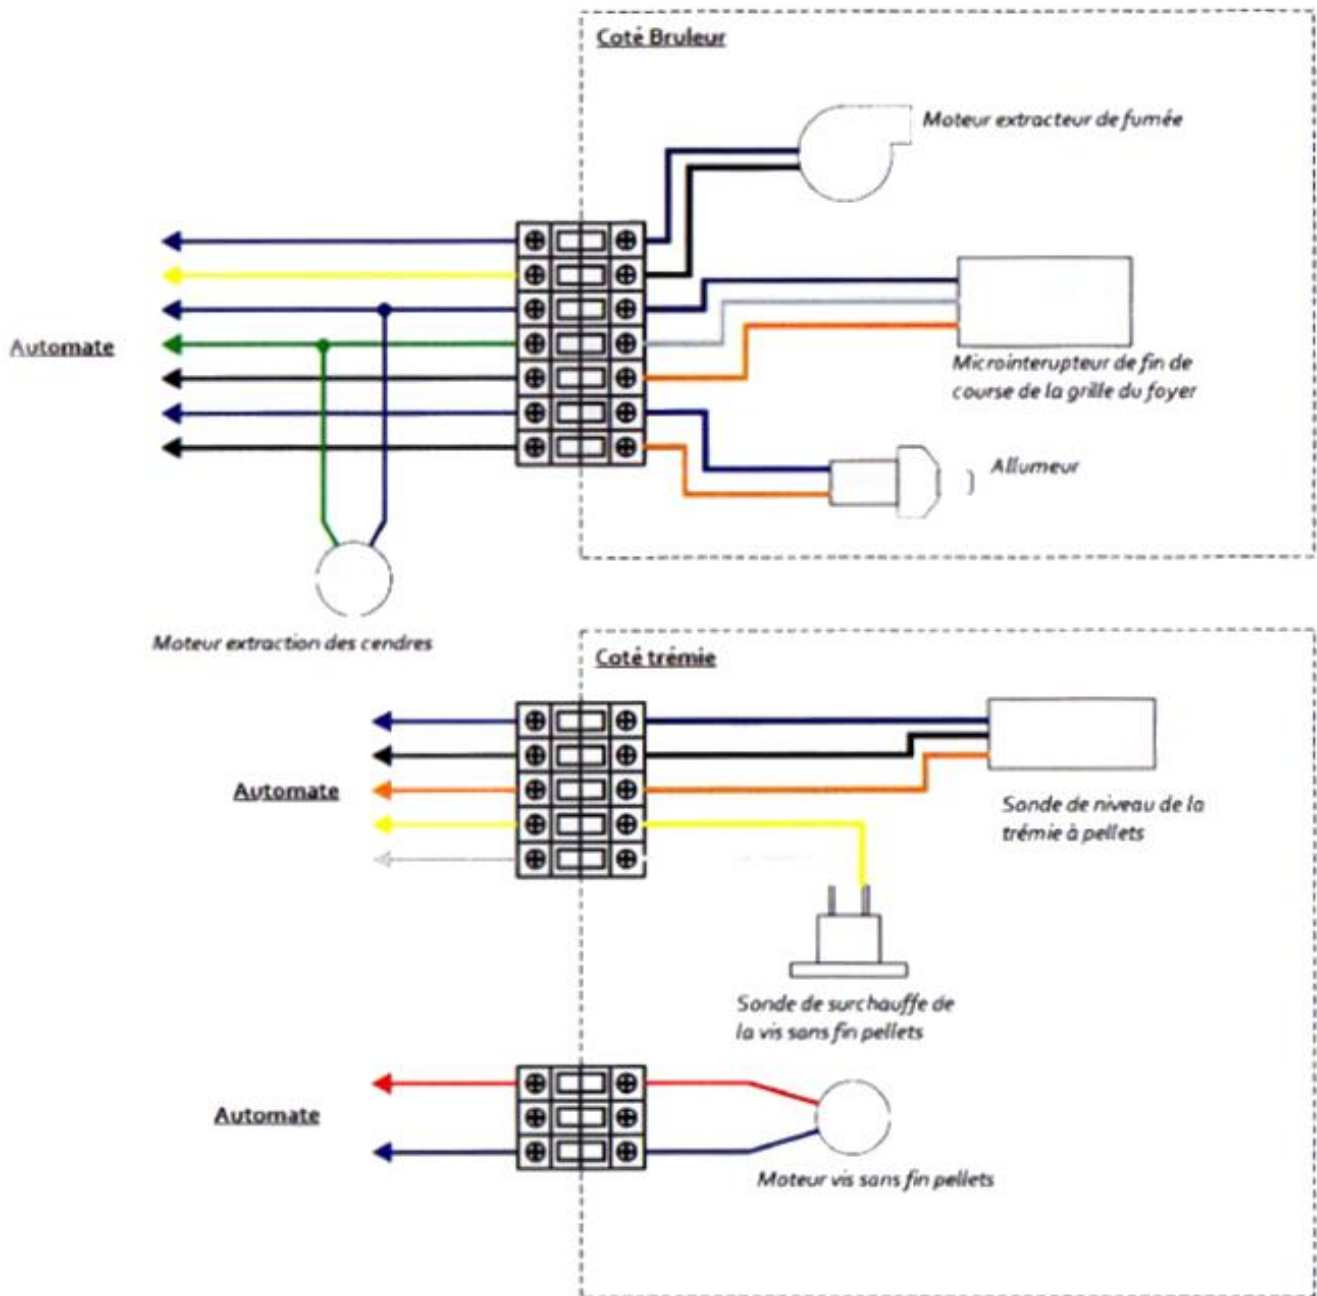 Coté Bruleur
Moteur extracteur de fumée
Automate
Microinterupteur de fin de
course de la grille du foyer
Allumeur
Moteur extraction des cendres
Coté trémie
Automate
Sonde de niveau de la
trémie à pellets
Sonde de surchauffe de
la vis sans fin pellets
Automate
Moteur vis sans fin pellets